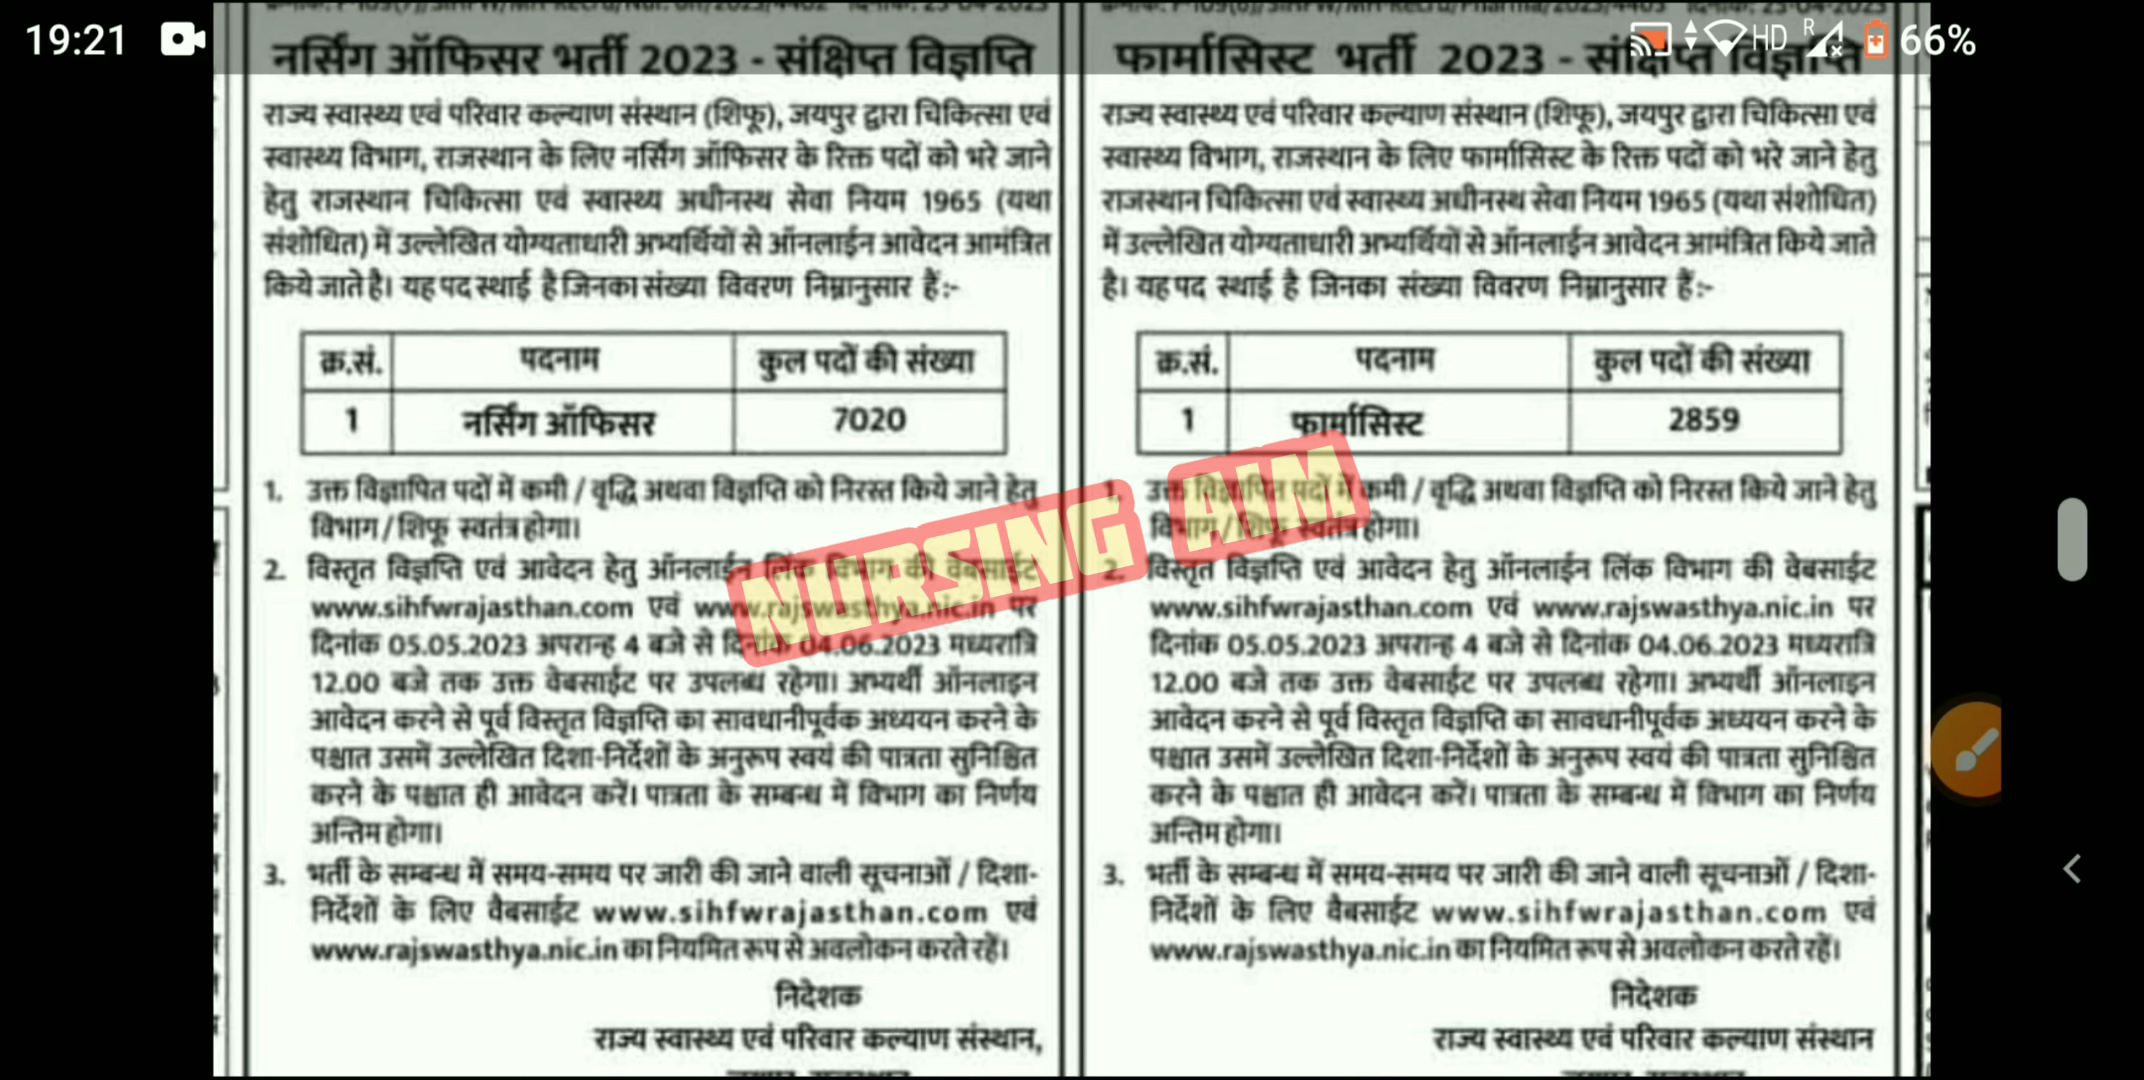 19:21
HD
R
66%
नर्सिंग ऑफिसर भर्ती 2023 - संक्षिप्त विज्ञप्ति
राज्य स्वास्थ्य एवं परिवार कल्याण संस्थान (शिफू), जयपुर द्वारा चिकित्सा एवं
स्वास्थ्य विभाग, राजस्थान के लिए नर्सिंग ऑफिसर के रिक्त पदों को भरे जाने
हेतु राजस्थान चिकित्सा एवं स्वास्थ्य अधीनस्थ सेवा नियम 1965 (यथा
संशोधित) में उल्लेखित योग्यताधारी अभ्यर्थियों से ऑनलाईन आवेदन आमंत्रित
किये जाते है। यह पद स्थाई है जिनका संख्या विवरण निम्नानुसार हैं:-
क्र.सं. पदनाम कुल पदों की संख्या
1 नर्सिंग ऑफिसर 7020
1. उक्त विज्ञापित पदों में कमी / वृद्धि अथवा विज्ञप्ति को निरस्त किये जाने हेतु
विभाग/शिफू स्वतंत्र होगा।
2. विस्तृत विज्ञप्ति एवं आवेदन हेतु ऑनलाईन लिंक विभाग की वेबसाईट
www.sihfwrajasthan.com एवं www.rajswasthya.nic.in पर
दिनांक 05.05.2023 अपरान्ह 4 बजे से दिनांक 04.06.2023 मध्यरात्रि
12.00 बजे तक उक्त वेबसाईट पर उपलब्ध रहेगा। अभ्यर्थी ऑनलाइन
आवेदन करने से पूर्व विस्तृत विज्ञप्ति का सावधानीपूर्वक अध्ययन करने के
पश्चात उसमें उल्लेखित दिशा-निर्देशों के अनुरूप स्वयं की पात्रता सुनिश्चित
करने के पश्चात ही आवेदन करें। पात्रता के सम्बन्ध में विभाग का निर्णय
अन्तिम होगा।
3. भर्ती के सम्बन्ध में समय-समय पर जारी की जाने वाली सूचनाओं / दिशा-
निर्देशों के लिए वैबसाईट www.sihfwrajasthan.com एवं
www.rajswasthya.nic.in का नियमित रूप से अवलोकन करते रहें।
निदेशक
राज्य स्वास्थ्य एवं परिवार कल्याण संस्थान,
फार्मासिस्ट भर्ती 2023 - संक्षिप्त विज्ञप्ति
राज्य स्वास्थ्य एवं परिवार कल्याण संस्थान (शिफू), जयपुर द्वारा चिकित्सा एवं
स्वास्थ्य विभाग, राजस्थान के लिए फार्मासिस्ट के रिक्त पदों को भरे जाने हेतु
राजस्थान चिकित्सा एवं स्वास्थ्य अधीनस्थ सेवा नियम 1965 (यथा संशोधित)
में उल्लेखित योग्यताधारी अभ्यर्थियों से ऑनलाईन आवेदन आमंत्रित किये जाते
है। यह पद स्थाई है जिनका संख्या विवरण निम्नानुसार हैं:-
क्र.सं. पदनाम कुल पदों की संख्या
1 फार्मासिस्ट 2859
1. उक्त विज्ञापित पदों में कमी / वृद्धि अथवा विज्ञप्ति को निरस्त किये जाने हेतु
विभाग/शिफू स्वतंत्र होगा।
2. विस्तृत विज्ञप्ति एवं आवेदन हेतु ऑनलाईन लिंक विभाग की वेबसाईट
www.sihfwrajasthan.com एवं www.rajswasthya.nic.in पर
दिनांक 05.05.2023 अपरान्ह 4 बजे से दिनांक 04.06.2023 मध्यरात्रि
12.00 बजे तक उक्त वेबसाईट पर उपलब्ध रहेगा। अभ्यर्थी ऑनलाइन
आवेदन करने से पूर्व विस्तृत विज्ञप्ति का सावधानीपूर्वक अध्ययन करने के
पश्चात उसमें उल्लेखित दिशा-निर्देशों के अनुरूप स्वयं की पात्रता सुनिश्चित
करने के पश्चात ही आवेदन करें। पात्रता के सम्बन्ध में विभाग का निर्णय
अन्तिम होगा।
3. भर्ती के सम्बन्ध में समय-समय पर जारी की जाने वाली सूचनाओं / दिशा-
निर्देशों के लिए वैबसाईट www.sihfwrajasthan.com एवं
www.rajswasthya.nic.in का नियमित रूप से अवलोकन करते रहें।
निदेशक
राज्य स्वास्थ्य एवं परिवार कल्याण संस्थान
NURSING AIM